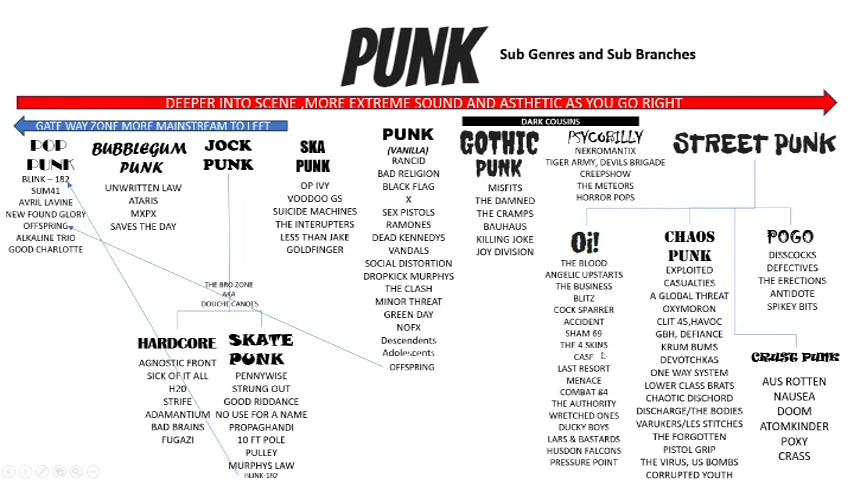 PUNK
Sub Genres and Sub Branches
DEEPER INTO SCENE ,MORE EXTREME SOUND AND ASTHETIC AS YOU GO RIGHT
GATE WAY ZONE MORE MAINSTREAM TO LEFT
DARK COUSINS
POP
PUNK
BLINK – 182
SUM41
AVRIL LAVINE
NEW FOUND GLORY
OFFSPRING
ALKALINE TRIO
GOOD CHARLOTTE
BUBBLEGUM
PUNK
UNWRITTEN LAW
ATARIS
MXPX
SAVES THE DAY
JOCK
PUNK
THE BRO ZONE
AKA
DOUCHE CANOES
HARDCORE
AGNOSTIC FRONT
SICK OF IT ALL
H20
STRIFE
ADAMANTIUM
BAD BRAINS
FUGAZI
SKATE
PUNK
PENNYWISE
STRUNG OUT
GOOD RIDDANCE
NO USE FOR A NAME
PROPAGHANDI
10 FT POLE
PULLEY
MURPHYS LAW
BLINK-182
SKA
PUNK
OP IVY
VOODOO GS
SUICIDE MACHINES
THE INTERUPTERS
LESS THAN JAKE
GOLDFINGER
PUNK
(VANILLA)
RANCID
BAD RELIGION
BLACK FLAG
X
SEX PISTOLS
RAMONES
DEAD KENNEDYS
VANDALS
SOCIAL DISTORTION
DROPKICK MURPHYS
THE CLASH
MINOR THREAT
GREEN DAY
NOFX
Descendents
Adolescents
OFFSPRING
GOTHIC
PUNK
MISFITS
THE DAMNED
THE CRAMPS
BAUHAUS
KILLING JOKE
JOY DIVISION
PSYCOBILLY
NEKROMANTIX
TIGER ARMY, DEVILS BRIGADE
CREEPSHOW
THE METEORS
HORROR POPS
STREET PUNK
Oi!
THE BLOOD
ANGELIC UPSTARTS
THE BUSINESS
BLITZ
COCK SPARRER
ACCIDENT
SHAM 69
THE 4 SKINS
CASE
LAST RESORT
MENACE
COMBAT 84
THE AUTHORITY
WRETCHED ONES
DUCKY BOYS
LARS & BASTARDS
HUSDON FALCONS
PRESSURE POINT
CHAOS
PUNK
EXPLOITED
CASUALTIES
A GLOBAL THREAT
OXYMORON
CLIT 45,HAVOC
GBH, DEFIANCE
KRUM BUMS
DEVOTCHKAS
ONE WAY SYSTEM
LOWER CLASS BRATS
CHAOTIC DISCHORD
DISCHARGE/THE BODIES
VARUKERS/LES STITCHES
THE FORGOTTEN
PISTOL GRIP
THE VIRUS, US BOMBS
CORRUPTED YOUTH
POGO
DISSCOCKS
DEFECTIVES
THE ERECTIONS
ANTIDOTE
SPIKEY BITS
CRUST PUNK
AUS ROTTEN
NAUSEA
DOOM
ATOMKINDER
POXY
CRASS